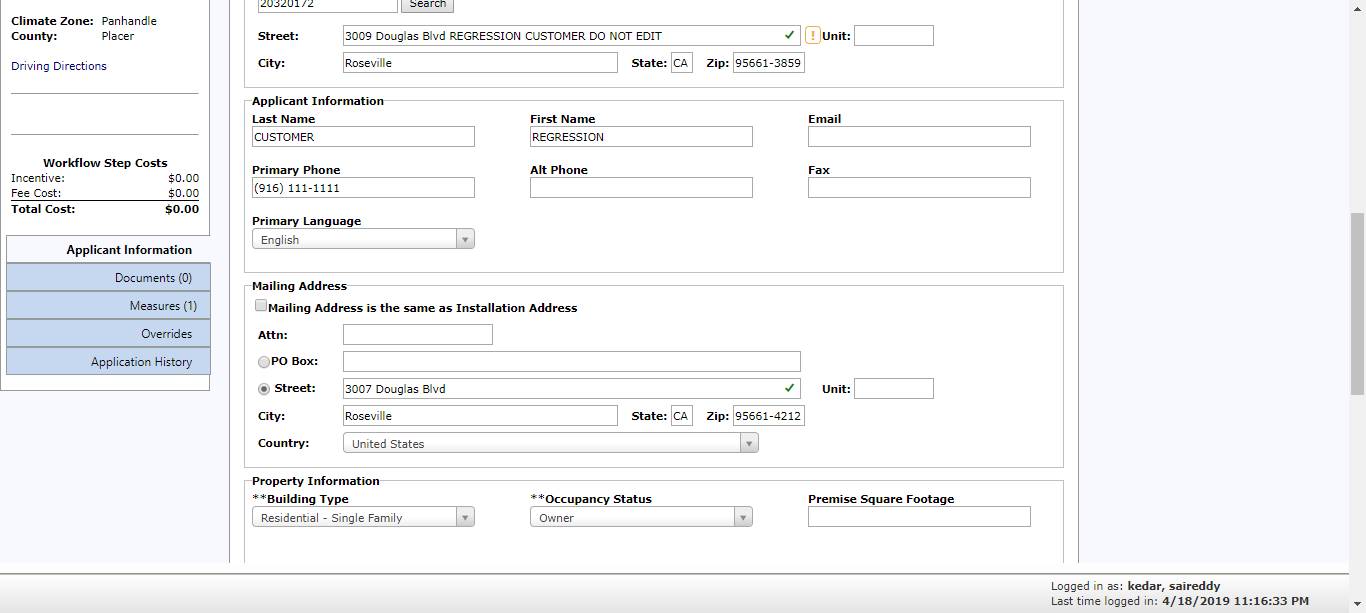 Climate Zone: Panhandle
County: Placer
Driving Directions
Workflow Step Costs
Incentive: $0.00
Fee Cost: $0.00
Total Cost: $0.00
Applicant Information
Documents (0)
Measures (1)
Overrides
Application History
20320172 Search
Street: 3009 Douglas Blvd REGRESSION CUSTOMER DO NOT EDIT ! Unit:
City: Roseville State: CA Zip: 95661-3859
Applicant Information
Last Name First Name Email
CUSTOMER REGRESSION
Primary Phone Alt Phone Fax
(916) 111-1111
Primary Language
English
Mailing Address
Mailing Address is the same as Installation Address
Attn:
PO Box:
Street: 3007 Douglas Blvd Unit:
City: Roseville State: CA Zip: 95661-4212
Country: United States
Property Information
**Building Type **Occupancy Status Premise Square Footage
Residential - Single Family Owner
Logged in as: kedar, saireddy
Last time logged in: 4/18/2019 11:16:33 PM